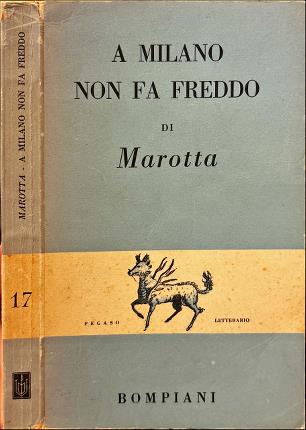 MAROTTA - A MILANO NON FA FREDDO
17
A MILANO
NON FA FREDDO
DI
Marotta
PEGASO LETTERARIO
BOMPIANI